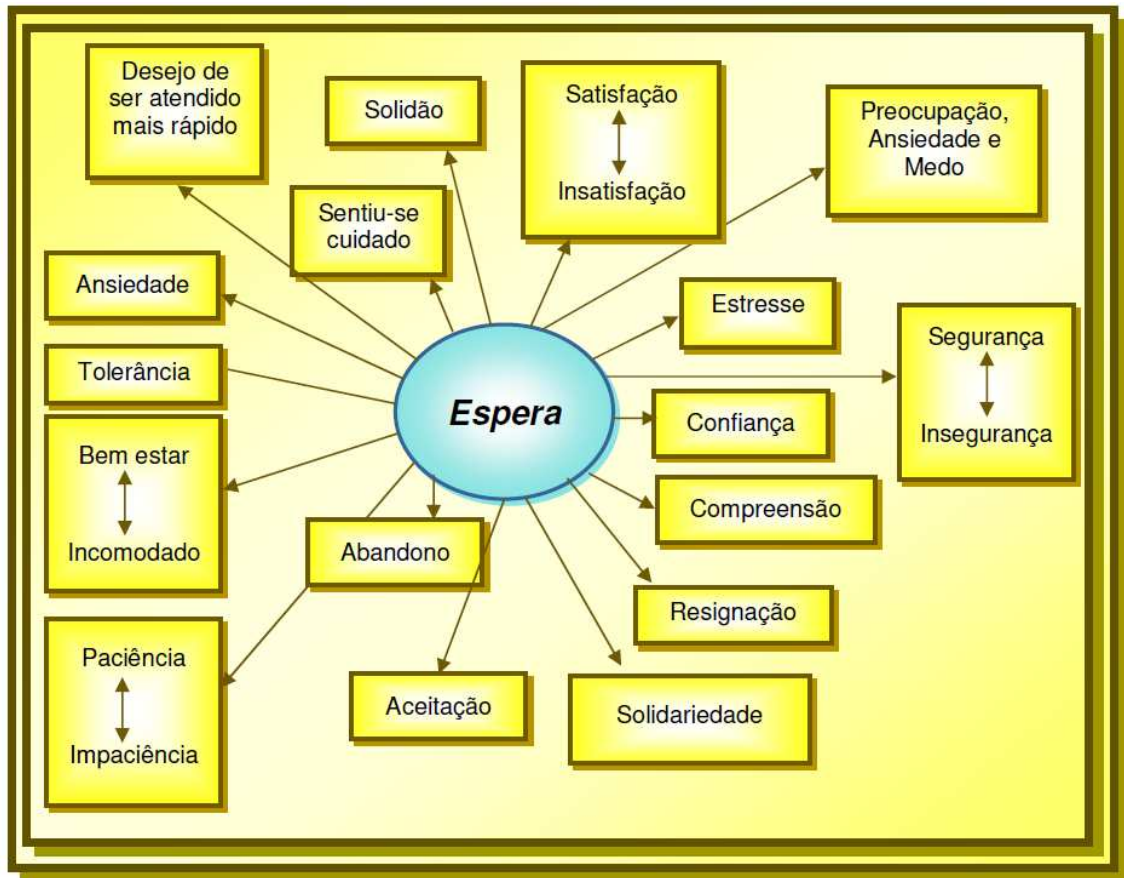 Desejo de
ser atendido
mais rápido
Solidão
Satisfação
Insatisfação
Preocupação,
Ansiedade e
Medo
Sentiu-se
cuidado
Ansiedade
Estresse
Segurança
Insegurança
Tolerância
Espera
Confiança
Bem estar
Incomodado
Compreensão
Abandono
Resignação
Paciência
Impaciência
Aceitação
Solidariedade